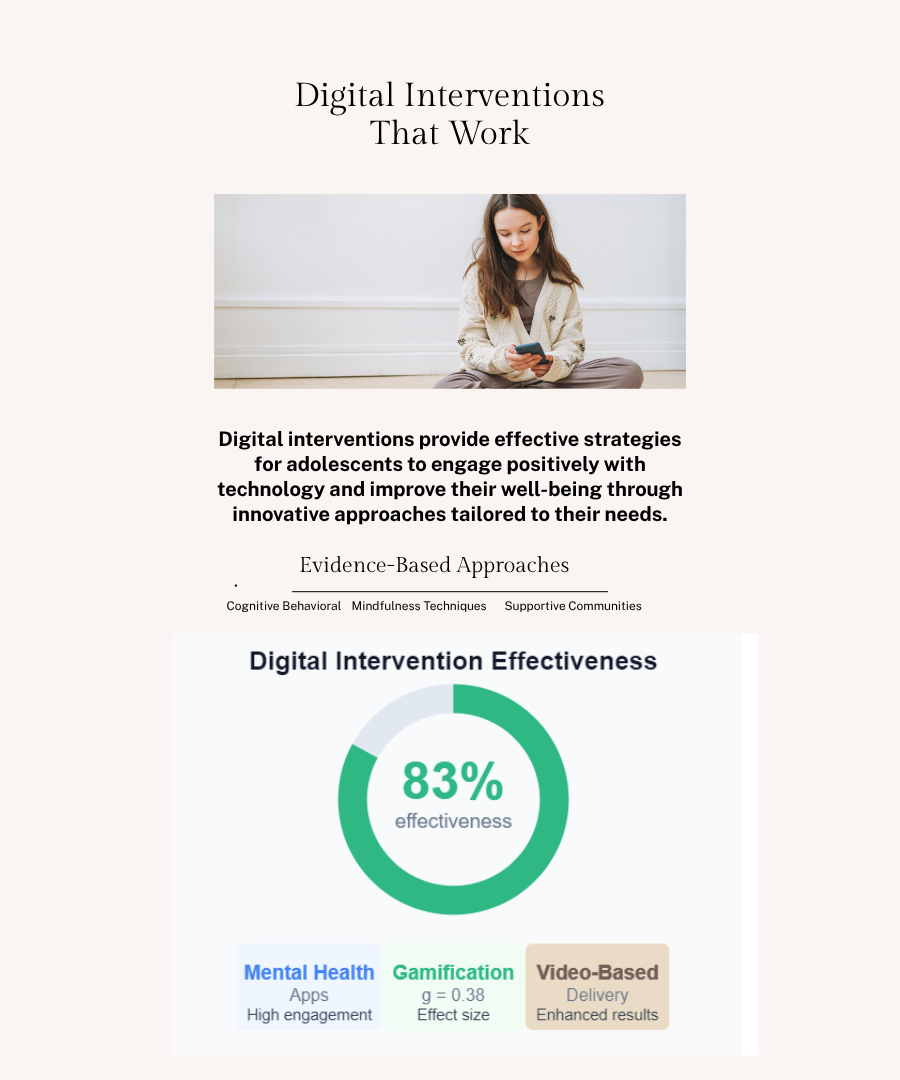 Digital Interventions
That Work
Digital interventions provide effective strategies
for adolescents to engage positively with
technology and improve their well-being through
innovative approaches tailored to their needs.
Evidence-Based Approaches
.
Cognitive Behavioral Mindfulness Techniques Supportive Communities
Digital Intervention Effectiveness
83%
effectiveness
Mental Health
Apps
High engagement
Gamification
g = 0.38
Effect size
Video-Based
Delivery
Enhanced results